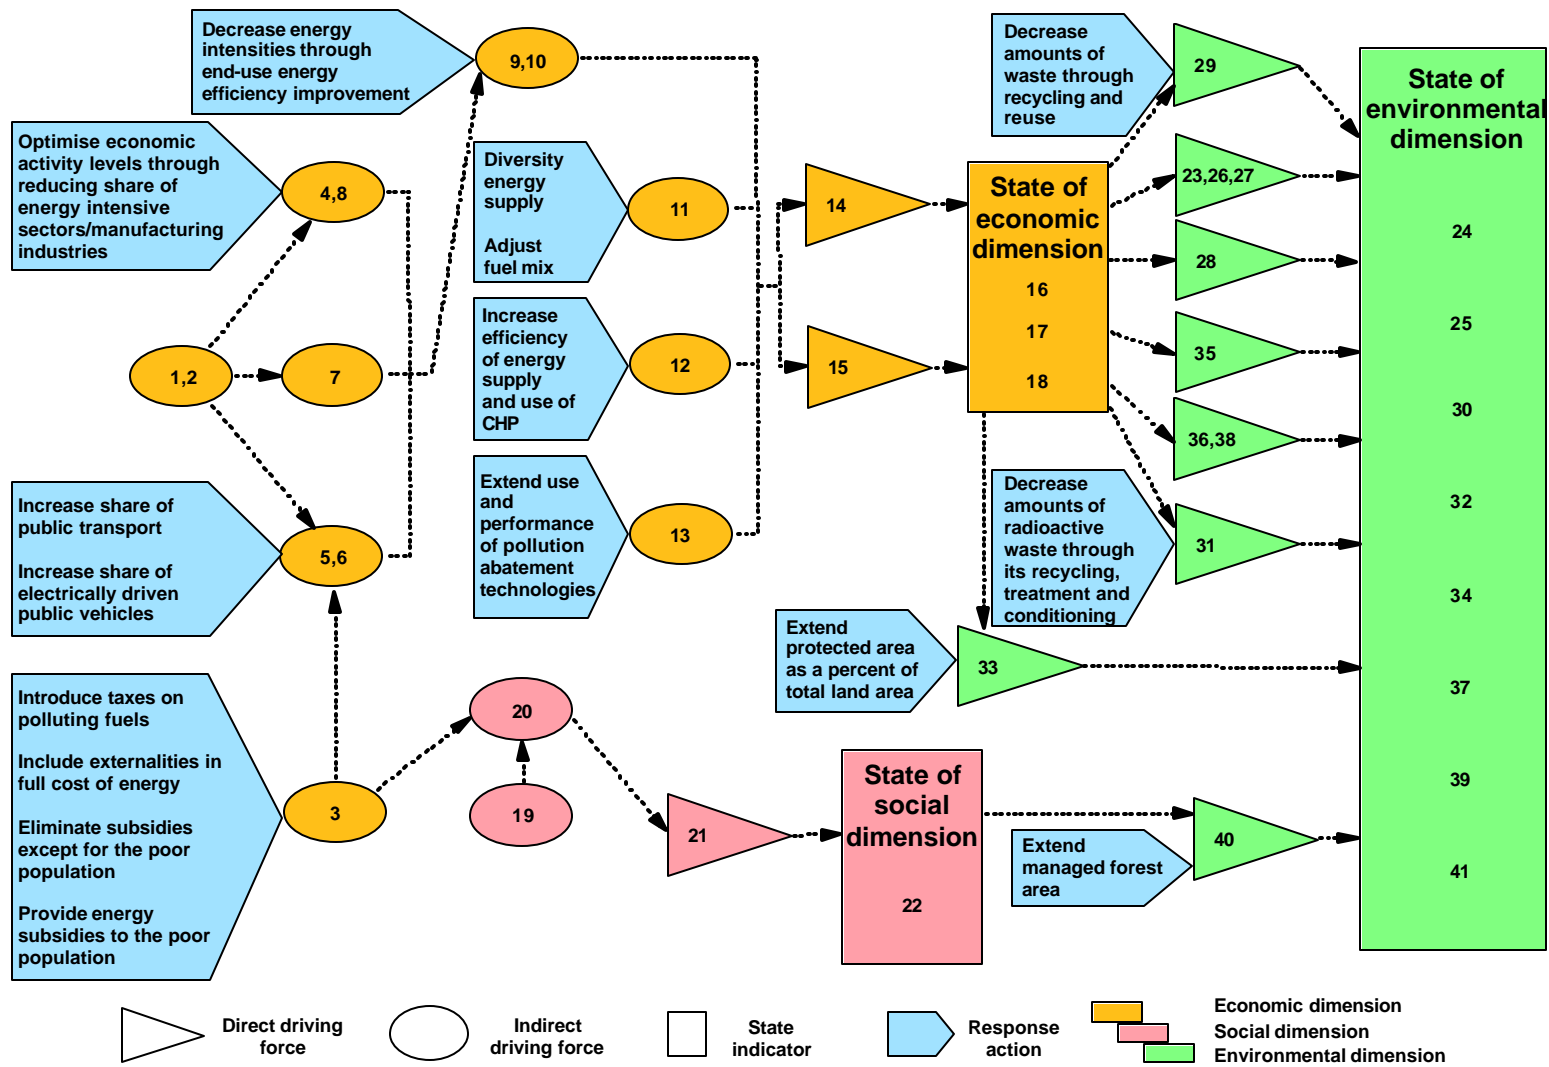 Decrease energy
intensities through
end-use energy
efficiency improvement
9,10
Optimise economic
activity levels through
reducing share of
energy intensive
sectors/manufacturing
industries
4,8
1,2
7
Increase share of
public transport
Increase share of
electrically driven
public vehicles
5,6
Introduce taxes on
polluting fuels
Include externalities in
full cost of energy
Eliminate subsidies
except for the poor
population
Provide energy
subsidies to the poor
population
3
Diversity
energy
supply
Adjust
fuel mix
11
Increase
efficiency
of energy
supply
and use of
CHP
12
Extend use
and
performance
of pollution
abatement
technologies
13
20
19
21
14
15
State of
economic
dimension
16
17
18
State of
social
dimension
22
Decrease
amounts of
waste through
recycling and
reuse
29
23,26,27
28
35
36,38
Decrease
amounts of
radioactive
waste through
its recycling,
treatment and
conditioning
31
Extend
protected area
as a percent of
total land area
33
Extend
managed forest
area
40
State of
environmental
dimension
24
25
30
32
34
37
39
41
Direct driving
force
Indirect
driving force
State
indicator
Response
action
Economic dimension
Social dimension
Environmental dimension